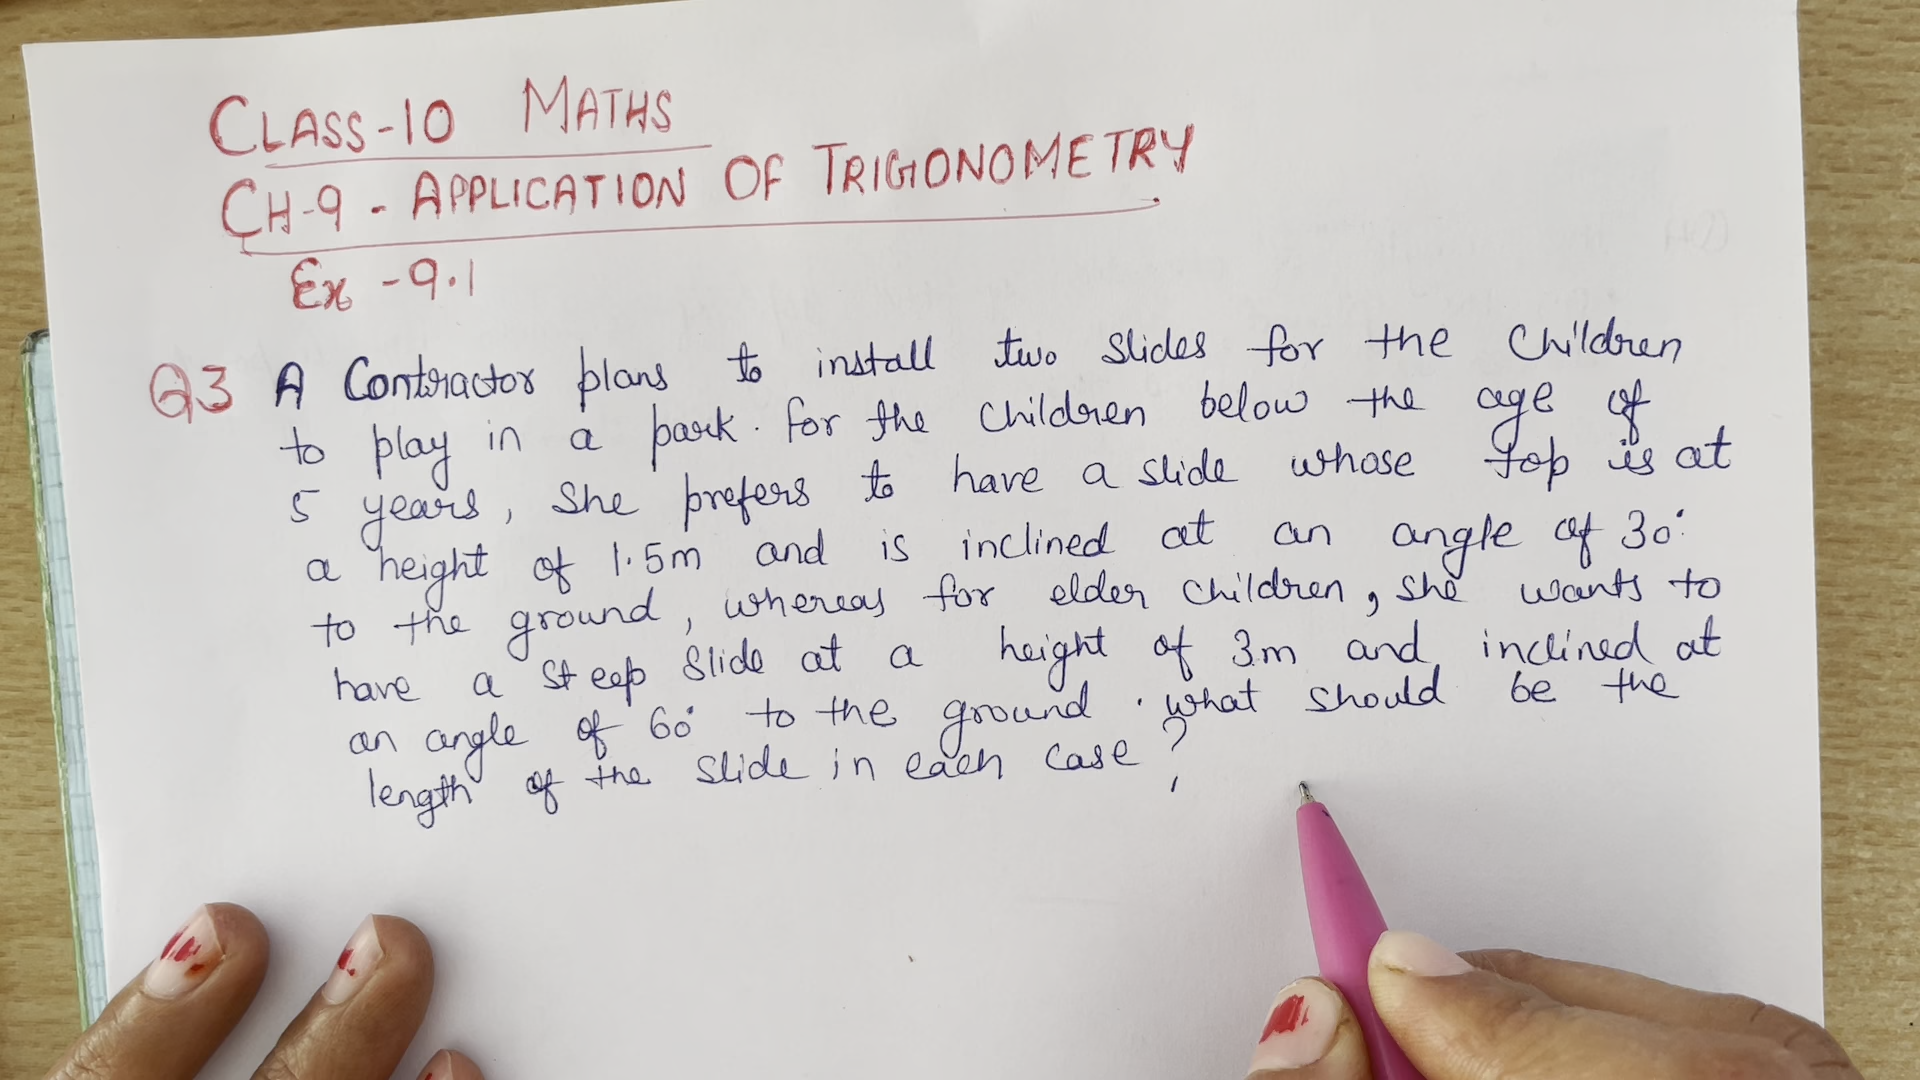 CLASS-10 MATHS
CH-9 - APPLICATION OF TRIGONOMETRY
Ex - 9.1
Q3 A Contractor plans to install two slides for the children
to play in a park. for the children below the age of
5 years, she prefers to have a slide whose top is at
a height of 1.5m and is inclined at an angle of 30°
to the ground, whereas for elder children, she wants to
have a steep slide at a height of 3m and inclined at
an angle of 60° to the ground. what should be the
length of the slide in each case?